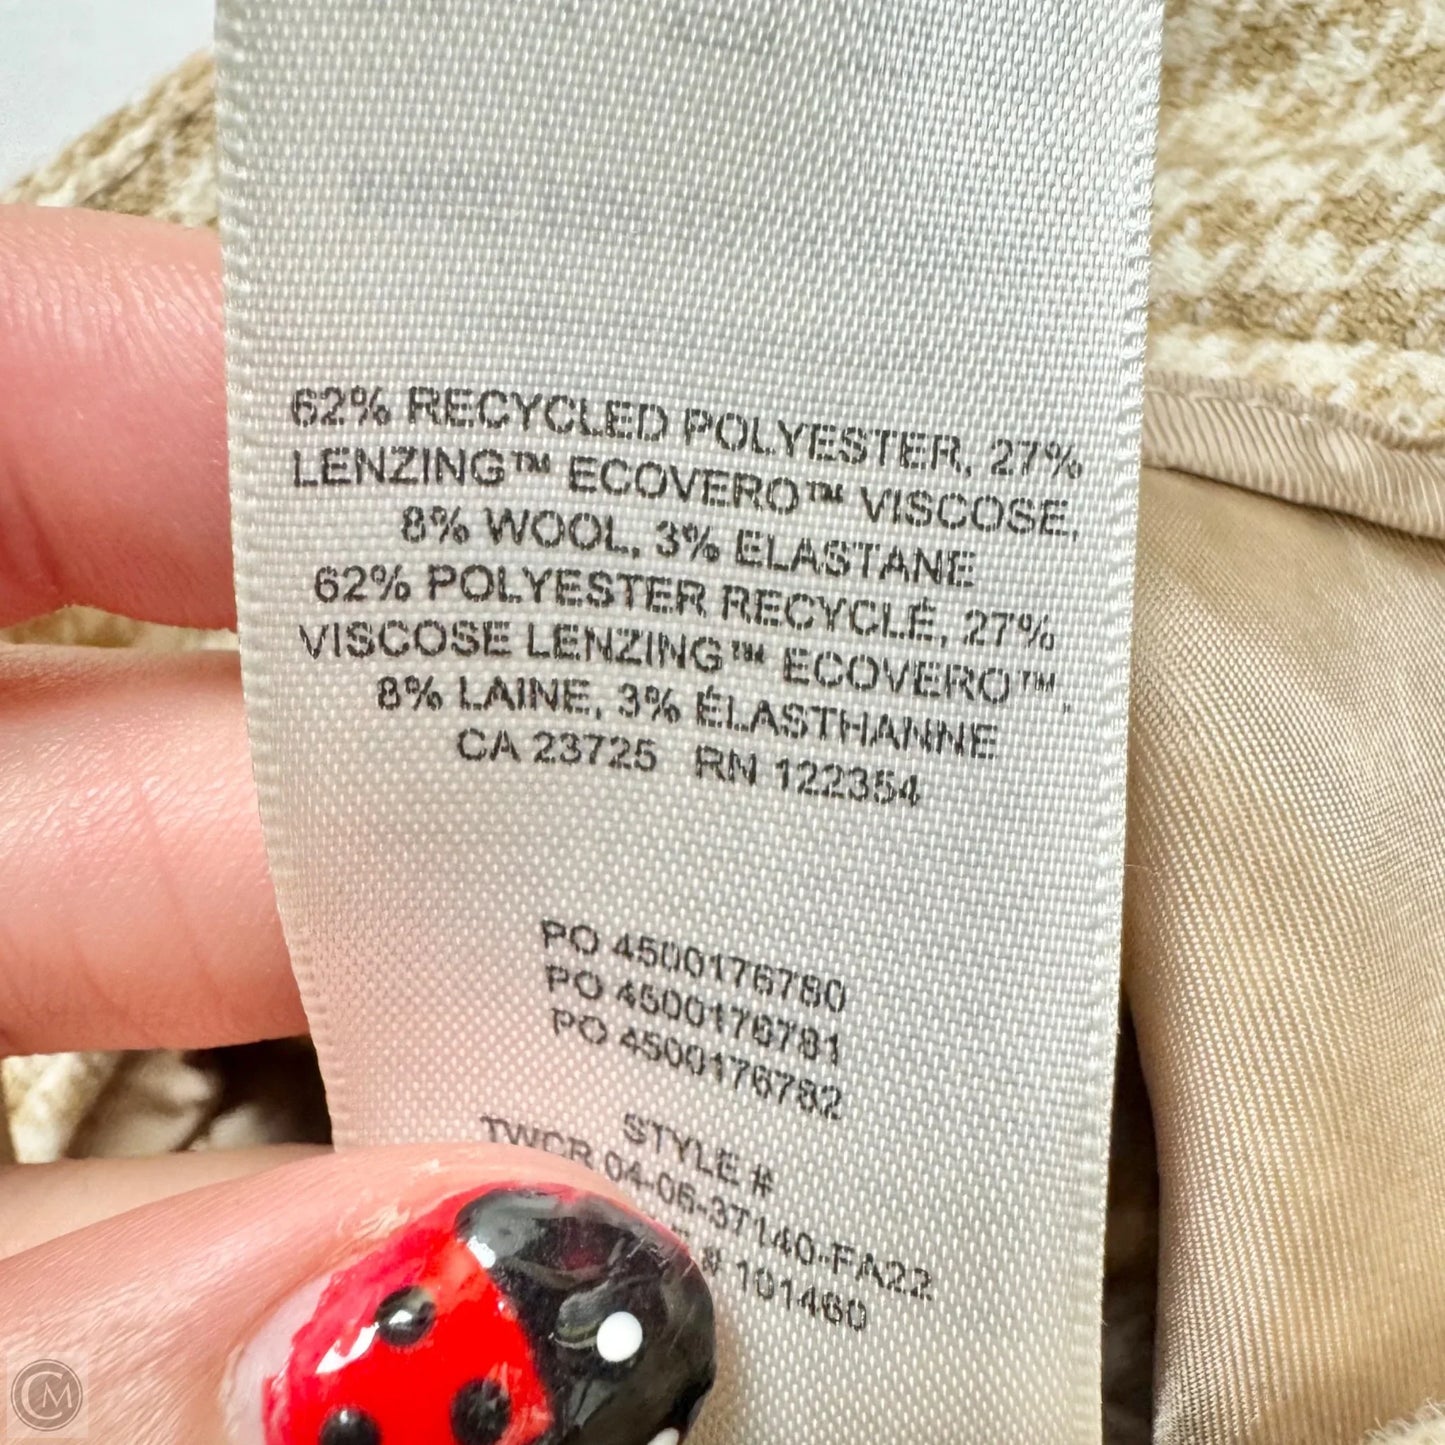 62% RECYCLED POLYESTER, 27%
LENZING™ ECOVERO™ VISCOSE,
8% WOOL, 3% ELASTANE
62% POLYESTER RECYCLÉ, 27%
VISCOSE LENZING™ ECOVERO™,
8% LAINE, 3% ÉLASTHANNE
CA 23725 RN 122354
PO 4500176780
PO 4500176781
PO 4500176782
STYLE #
TWCR 04-06-3T140-FA22
# 101460
CM